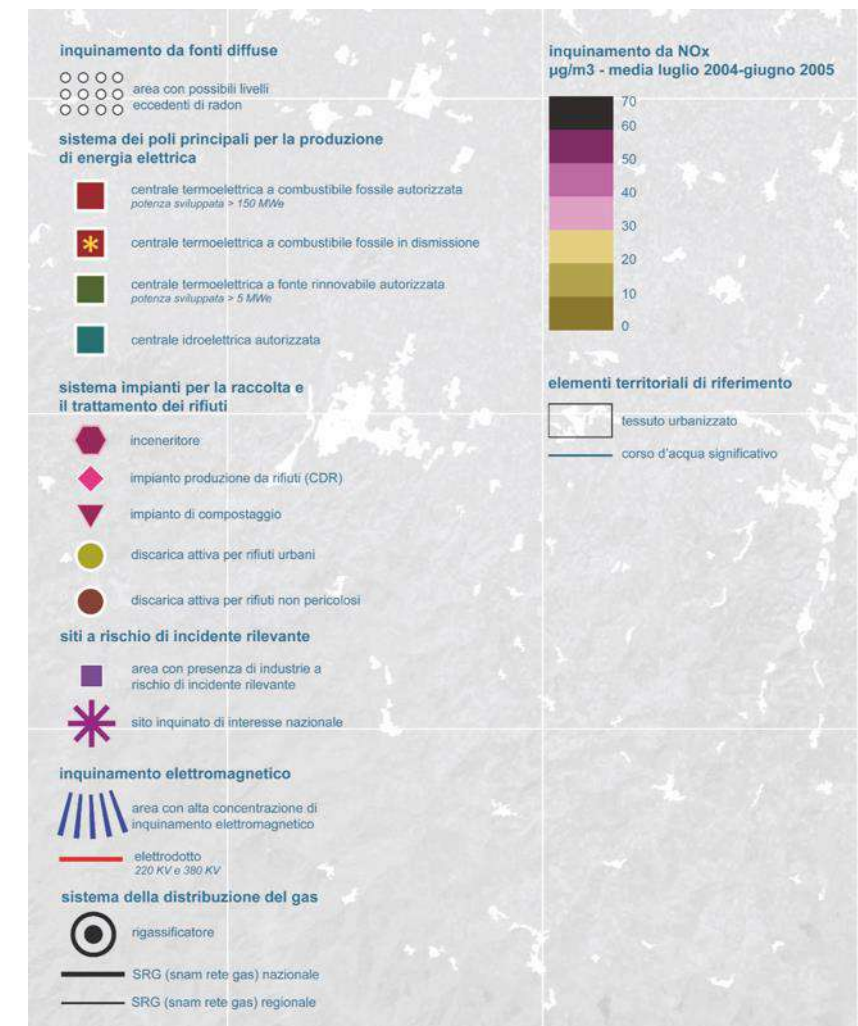 inquinamento da fonti diffuse
area con possibili livelli
eccedenti di radon
sistema dei poli principali per la produzione
di energia elettrica
centrale termoelettrica a combustibile fossile autorizzata
potenza sviluppata > 150 MWe
centrale termoelettrica a combustibile fossile in dismissione
centrale termoelettrica a fonte rinnovabile autorizzata
potenza sviluppata > 5 MWe
centrale idroelettrica autorizzata
sistema impianti per la raccolta e
il trattamento dei rifiuti
inceneritore
impianto produzione da rifiuti (CDR)
impianto di compostaggio
discarica attiva per rifiuti urbani
discarica attiva per rifiuti non pericolosi
siti a rischio di incidente rilevante
area con presenza di industrie a
rischio di incidente rilevante
sito inquinato di interesse nazionale
inquinamento elettromagnetico
area con alta concentrazione di
inquinamento elettromagnetico
elettrodotto
220 KV e 380 KV
sistema della distribuzione del gas
rigassificatore
SRG (snam rete gas) nazionale
SRG (snam rete gas) regionale
inquinamento da NOx
µg/m3 - media luglio 2004-giugno 2005
70
60
50
40
30
20
10
0
elementi territoriali di riferimento
tessuto urbanizzato
corso d'acqua significativo